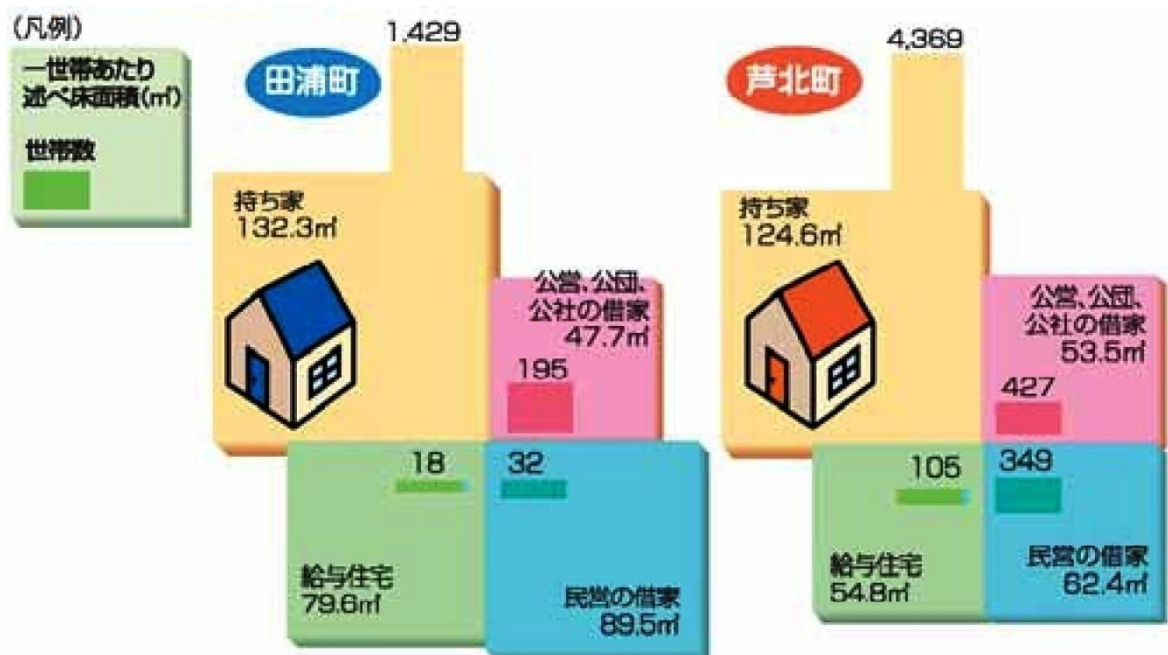 (凡例)
一世帯あたり
述べ床面積(㎡)
世帯数
田浦町
1,429
持ち家
132.3㎡
公営、公団、
公社の借家
47.7㎡
195
18
32
給与住宅
79.6㎡
民営の借家
89.5㎡
芦北町
4,369
持ち家
124.6㎡
公営、公団、
公社の借家
53.5㎡
427
105
349
給与住宅
54.8㎡
民営の借家
62.4㎡